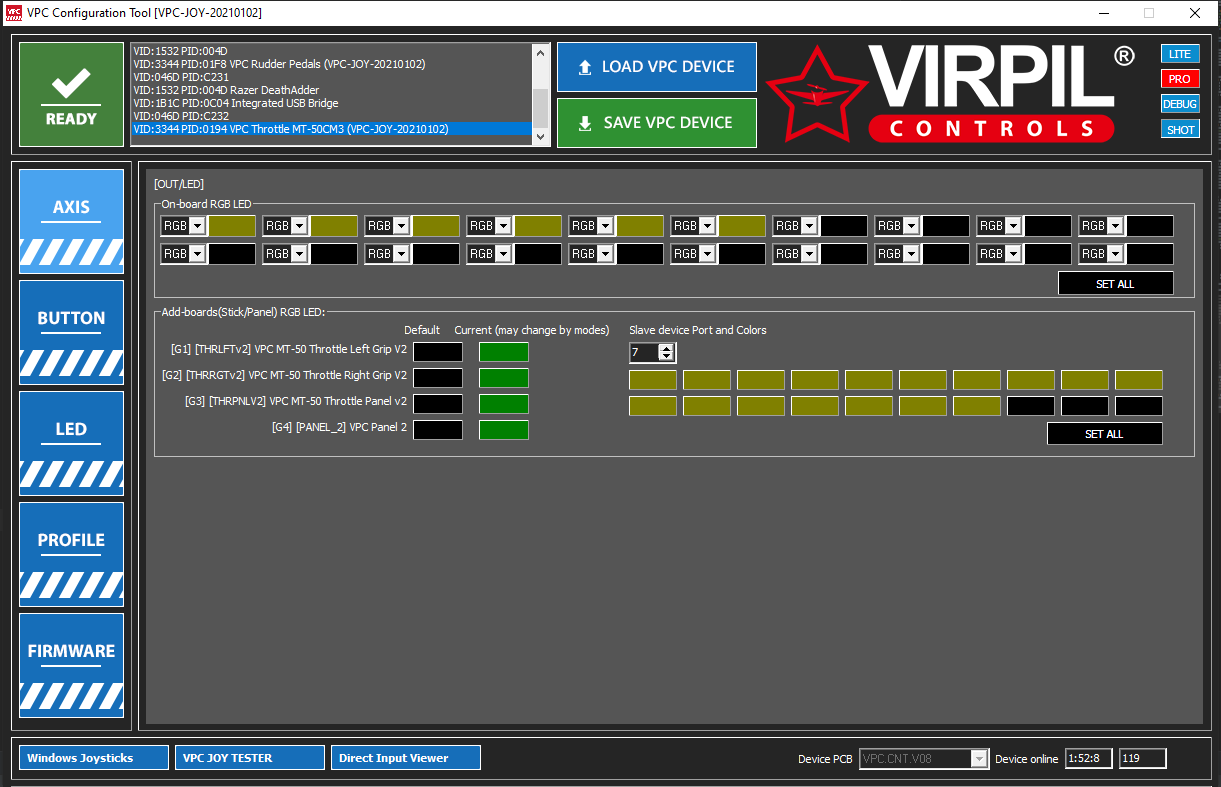 VPC Configuration Tool [VPC-JOY-20210102]
READY
VID:1532 PID:004D
VID:3344 PID:01F8 VPC Rudder Pedals (VPC-JOY-20210102)
VID:046D PID:C231
VID:1532 PID:004D Razer DeathAdder
VID:1B1C PID:0C04 Integrated USB Bridge
VID:046D PID:C232
VID:3344 PID:0194 VPC Throttle MT-50CM3 (VPC-JOY-20210102)
LOAD VPC DEVICE
SAVE VPC DEVICE
VIRPIL ®
CONTROLS
LITE
PRO
DEBUG
SHOT
AXIS
BUTTON
LED
PROFILE
FIRMWARE
[OUT/LED]
On-board RGB LED
RGB RGB RGB RGB RGB RGB RGB RGB RGB RGB
RGB RGB RGB RGB RGB RGB RGB RGB RGB RGB
SET ALL
Add-boards(Stick/Panel) RGB LED:
Default Current (may change by modes) Slave device Port and Colors
[G1] [THRLFTv2] VPC MT-50 Throttle Left Grip V2 7
[G2] [THRRGTv2] VPC MT-50 Throttle Right Grip V2
[G3] [THRPNLV2] VPC MT-50 Throttle Panel v2
[G4] [PANEL_2] VPC Panel 2
SET ALL
Windows Joysticks VPC JOY TESTER Direct Input Viewer Device PCB VPC.CNT.V08 Device online 1:52:8 119